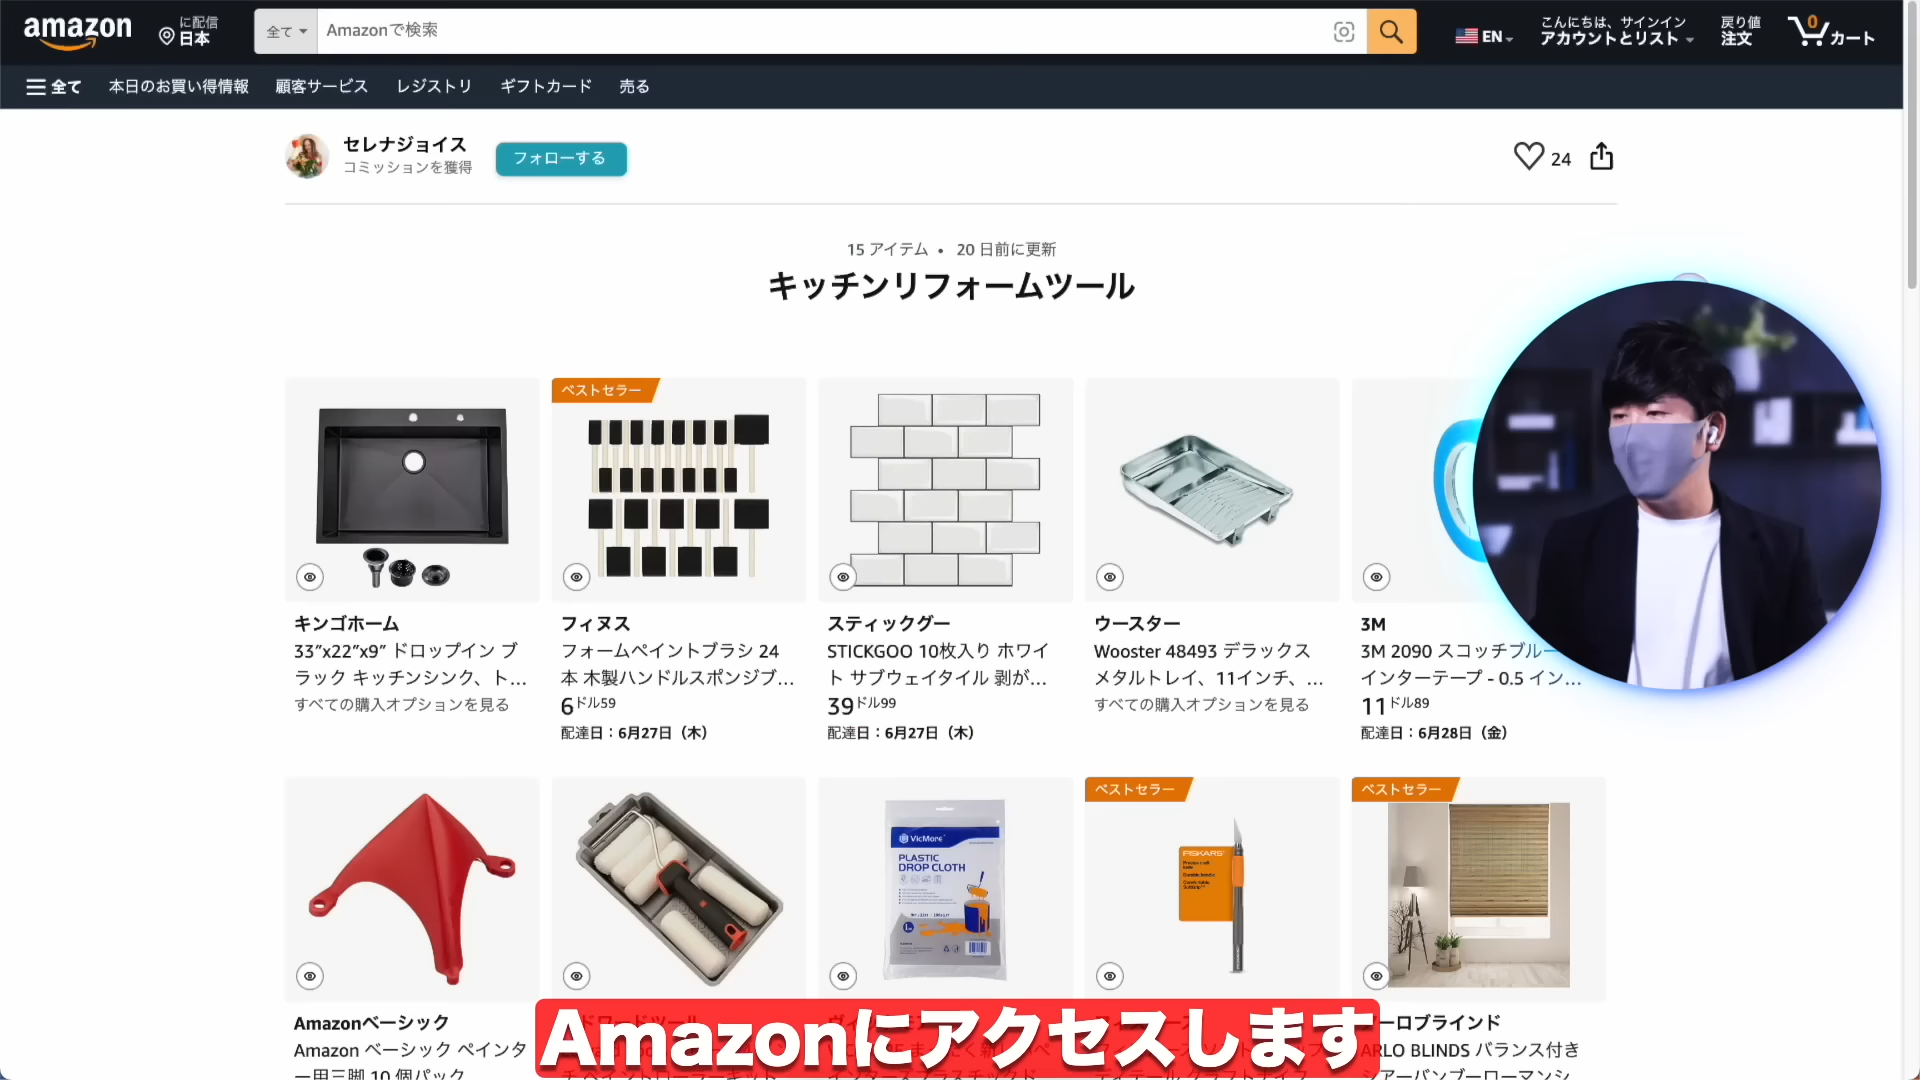 amazon
に配信
日本
全て
Amazonで検索
EN
こんにちは、サインイン
アカウントとリスト
戻り値
注文
0
カート
全て
本日のお買い得情報
顧客サービス
レジストリ
ギフトカード
売る
セレナジョイス
コミッションを獲得
フォローする
24
15 アイテム • 20 日前に更新
キッチンリフォームツール
ベストセラー
キンゴホーム
33”x22”x9” ドロップイン ブ
ラック キッチンシンク、ト...
すべての購入オプションを見る
フィヌス
フォームペイントブラシ 24
本 木製ハンドルスポンジブ...
6ドル59
配達日：6月27日（木）
スティックグー
STICKGOO 10枚入り ホワイ
ト サブウェイタイル 剥が...
39ドル99
配達日：6月27日（木）
ウースター
Wooster 48493 デラックス
メタルトレイ、11インチ、...
すべての購入オプションを見る
3M
3M 2090 スコッチブルー
インターテープ - 0.5 イン...
11ドル89
配達日：6月28日（金）
VicMore
PLASTIC
DROP CLOTH
ベストセラー
FISKARS
ベストセラー
Amazonベーシック
Amazon ベーシック ペインタ
ー用三脚 10 個パック
ーロブラインド
ARLO BLINDS バランス付き
シアーバンブーローマンシ
Amazonにアクセスします